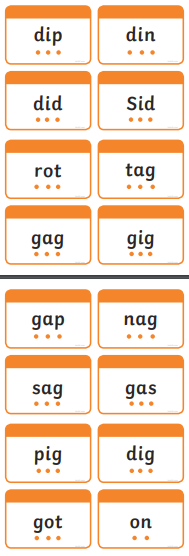 dip din
did Sid
rot tag
gag gig
gap nag
sag gas
pig dig
got on